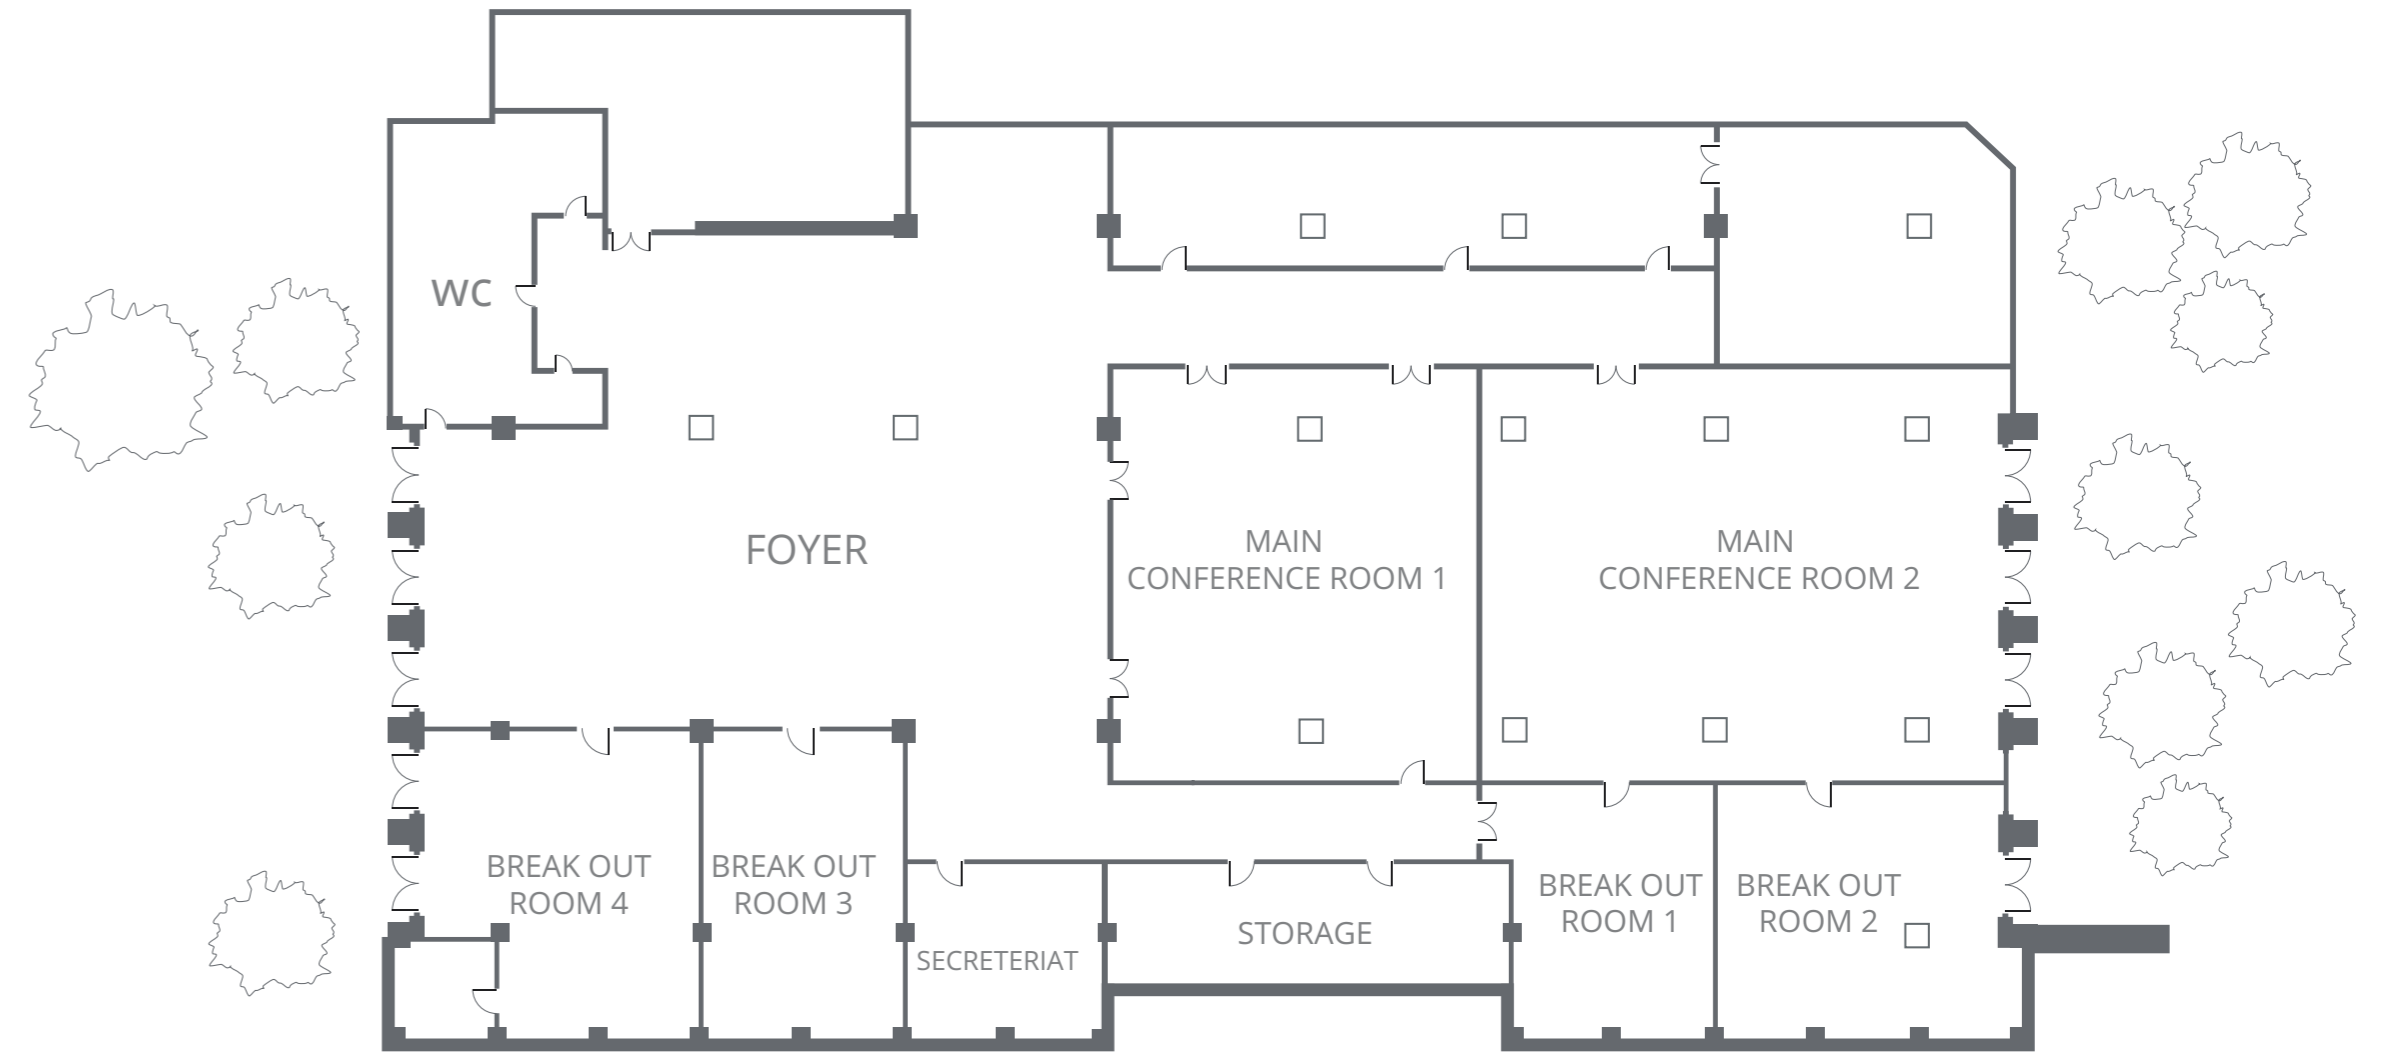 WC
FOYER
MAIN
CONFERENCE ROOM 1
MAIN
CONFERENCE ROOM 2
BREAK OUT
ROOM 4
BREAK OUT
ROOM 3
SECRETERIAT
STORAGE
BREAK OUT
ROOM 1
BREAK OUT
ROOM 2